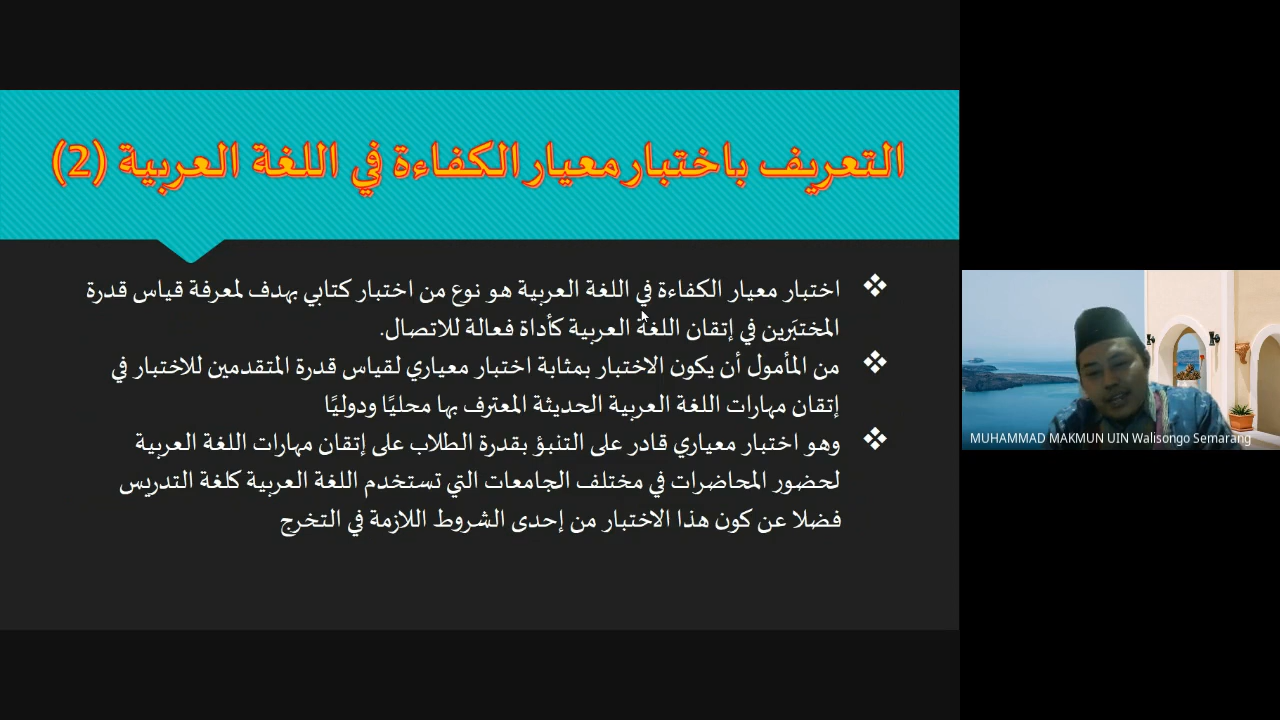 التعريف باختبار معيار الكفاءة في اللغة العربية (2)
❖ اختبار معيار الكفاءة في اللغة العربية هو نوع من اختبار كتابي يهدف لمعرفة قياس قدرة
المختبَرين في إتقان اللغة العربية كأداة فعالة للاتصال.
❖ من المأمول أن يكون الاختبار بمثابة اختبار معياري لقياس قدرة المتقدمين للاختبار في
إتقان مهارات اللغة العربية الحديثة المعترف بها محليًا ودوليًا
❖ وهو اختبار معياري قادر على التنبؤ بقدرة الطلاب على إتقان مهارات اللغة العربية
لحضور المحاضرات في مختلف الجامعات التي تستخدم اللغة العربية كلغة التدريس
فضلا عن كون هذا الاختبار من إحدى الشروط اللازمة في التخرج
MUHAMMAD MAKMUN UIN Walisongo Semarang